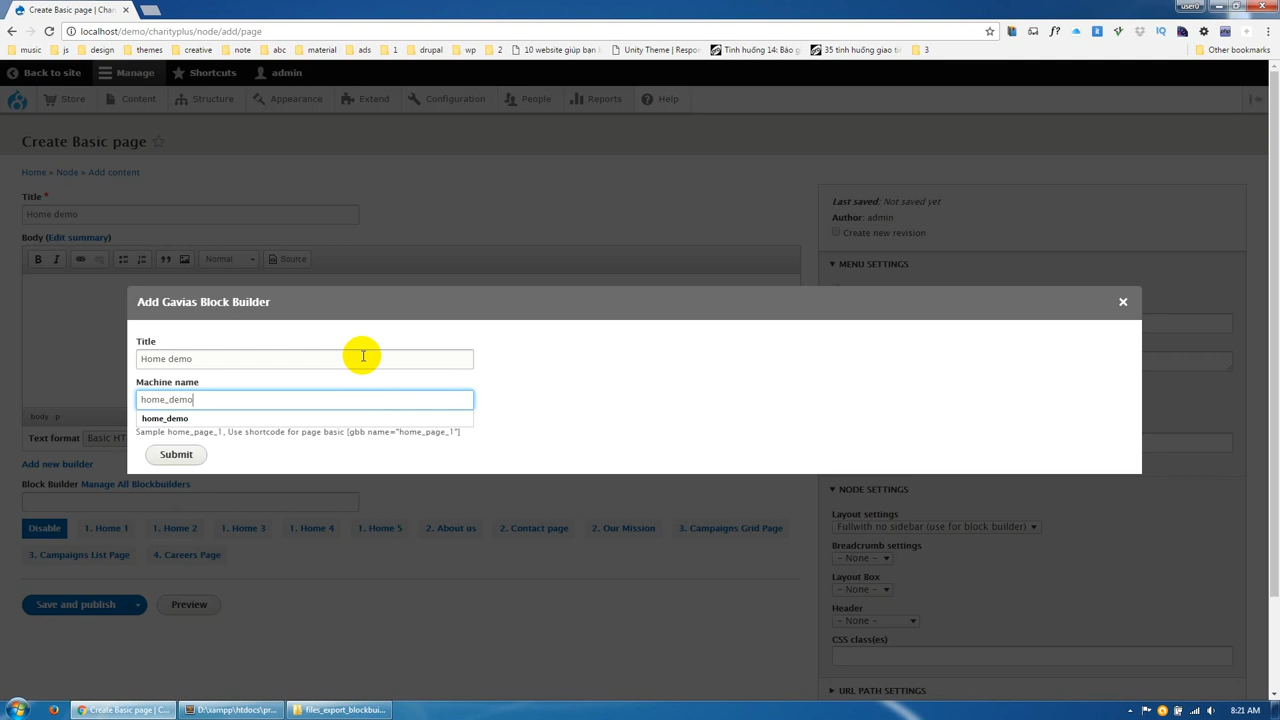 Create Basic page | Chari
user0
localhost/demo/charityplus/node/add/page
music js design themes creative note abc material ads 1 drupal wp 2 10 website giúp bạn Unity Theme | Respon Tình huống 14: Báo gi 35 tình huống giao tiế 3 Other bookmarks
Back to site Manage Shortcuts admin
Store Content Structure Appearance Extend Configuration People Reports Help
Create Basic page
Home » Node » Add content
Title *
Home demo
Body (Edit summary)
Normal Source
body p
Text format Basic HT
Add new builder
Block Builder Manage All Blockbuilders
Disable 1. Home 1 1. Home 2 1. Home 3 1. Home 4 1. Home 5 2. About us 2. Contact page 2. Our Mission 3. Campaigns Grid Page
3. Campaigns List Page 4. Careers Page
Save and publish Preview
Add Gavias Block Builder
Title
Home demo
Machine name
home_demo
home_demo
Sample home_page_1, Use shortcode for page basic [gbb name="home_page_1"]
Submit
Last saved: Not saved yet
Author: admin
Create new revision
MENU SETTINGS
NODE SETTINGS
Layout settings
Fullwith no sidebar (use for block builder)
Breadcrumb settings
- None -
Layout Box
- None -
Header
- None -
CSS class(es)
URL PATH SETTINGS
Create Basic page | C... D:\xampp\htdocs\pr... files_export_blockbui... 8:21 AM